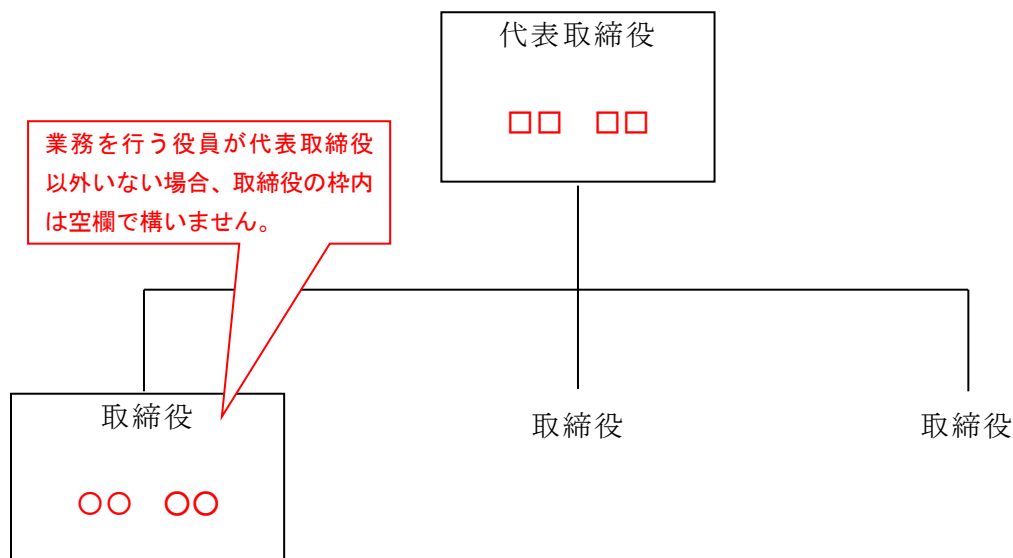 代表取締役
□□　□□
業務を行う役員が代表取締役
以外いない場合、取締役の枠内
は空欄で構いません。
取締役
○○　○○
取締役
取締役